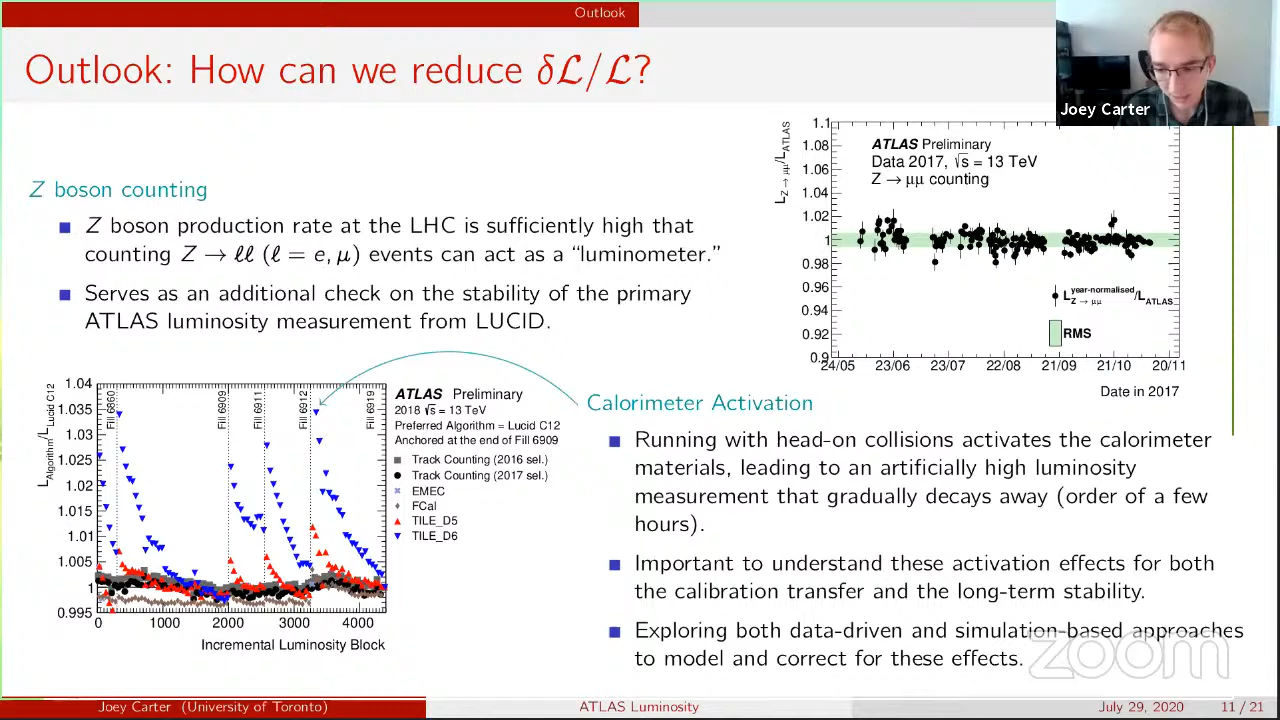 Outlook
Outlook: How can we reduce δℒ/ℒ?
Joey Carter
Z boson counting
Z boson production rate at the LHC is sufficiently high that
counting Z → ℓℓ (ℓ = e, μ) events can act as a “luminometer.”
Serves as an additional check on the stability of the primary
ATLAS luminosity measurement from LUCID.
L Z → μμ/L ATLAS
1.1
1.08
1.06
1.04
1.02
1
0.98
0.96
0.94
0.92
0.9
ATLAS Preliminary
Data 2017, √s = 13 TeV
Z → μμ counting
L year-normalised Z → μμ/L ATLAS
RMS
24/05 23/06 23/07 22/08 21/09 21/10 20/11
Date in 2017
L Algorithm/L Lucid C12
1.04
1.035
1.03
1.025
1.02
1.015
1.01
1.005
1
0.995
Fill 6860
Fill 6909
Fill 6911
Fill 6912
Fill 6919
0 1000 2000 3000 4000
Incremental Luminosity Block
ATLAS Preliminary
2018 √s = 13 TeV
Preferred Algorithm = Lucid C12
Anchored at the end of Fill 6909
Track Counting (2016 sel.)
Track Counting (2017 sel.)
EMEC
FCal
TILE_D5
TILE_D6
Calorimeter Activation
Running with head-on collisions activates the calorimeter
materials, leading to an artificially high luminosity
measurement that gradually decays away (order of a few
hours).
Important to understand these activation effects for both
the calibration transfer and the long-term stability.
Exploring both data-driven and simulation-based approaches
to model and correct for these effects.
zoom
Joey Carter (University of Toronto) ATLAS Luminosity July 29, 2020 11 / 21